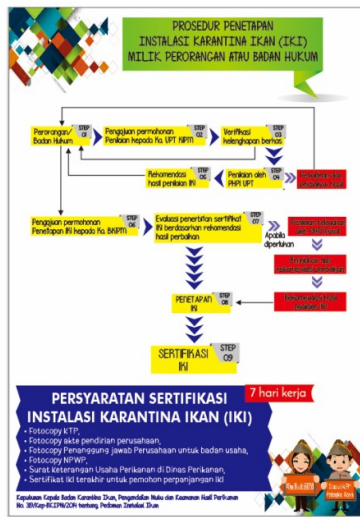 PROSEDUR PENETAPAN
INSTALASI KARANTINA IKAN (IKI)
MILIK PERORANGAN ATAU BADAN HUKUM
Perorangan/
Badan Hukum
STEP
01
Pengajuan permohonan
Penilaian kepada Ka. UPT KIPM
STEP
02
Verifikasi
kelengkapan berkas
STEP
03
Rekomendasi
hasil penilaian IKI
STEP
05
Penilaian oleh
PHPI UPT
STEP
04
Pengajuan permohonan
Penetapan IKI kepada Ka. BKIPM
STEP
06
Evaluasi penerbitan sertifikat
IKI berdasarkan rekomendasi
hasil perbaikan
STEP
07
Apabila
diperlukan
PENETAPAN
IKI
STEP
08
SERTIFIKASI
IKI
STEP
09
7 hari kerja
PERSYARATAN SERTIFIKASI
INSTALASI KARANTINA IKAN (IKI)
• Fotocopy KTP,
• Fotocopy akte pendirian perusahaan,
• Fotocopy Penanggung jawab Perusahaan untuk badan usaha,
• Fotocopy NPWP,
• Surat keterangan Usaha Perikanan di Dinas Perikanan,
• Sertifikat IKI terakhir untuk pemohon perpanjangan IKI
Keputusan Kepala Badan Karantina Ikan, Pengendalian Mutu dan Keamanan Hasil Perikanan
tentang Pedoman Instalasi Ikan